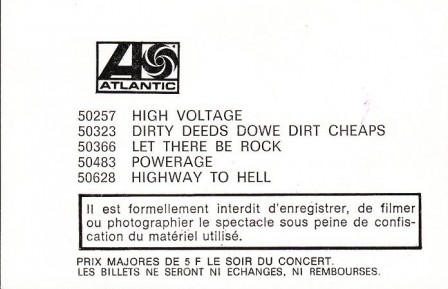 ATLANTIC
50257 HIGH VOLTAGE
50323 DIRTY DEEDS DOWE DIRT CHEAPS
50366 LET THERE BE ROCK
50483 POWERAGE
50628 HIGHWAY TO HELL
Il est formellement interdit d'enregistrer, de filmer
ou photographier le spectacle sous peine de confis-
cation du matériel utilisé.
PRIX MAJORES DE 5 F LE SOIR DU CONCERT.
LES BILLETS NE SERONT NI ECHANGES, NI REMBOURSES.